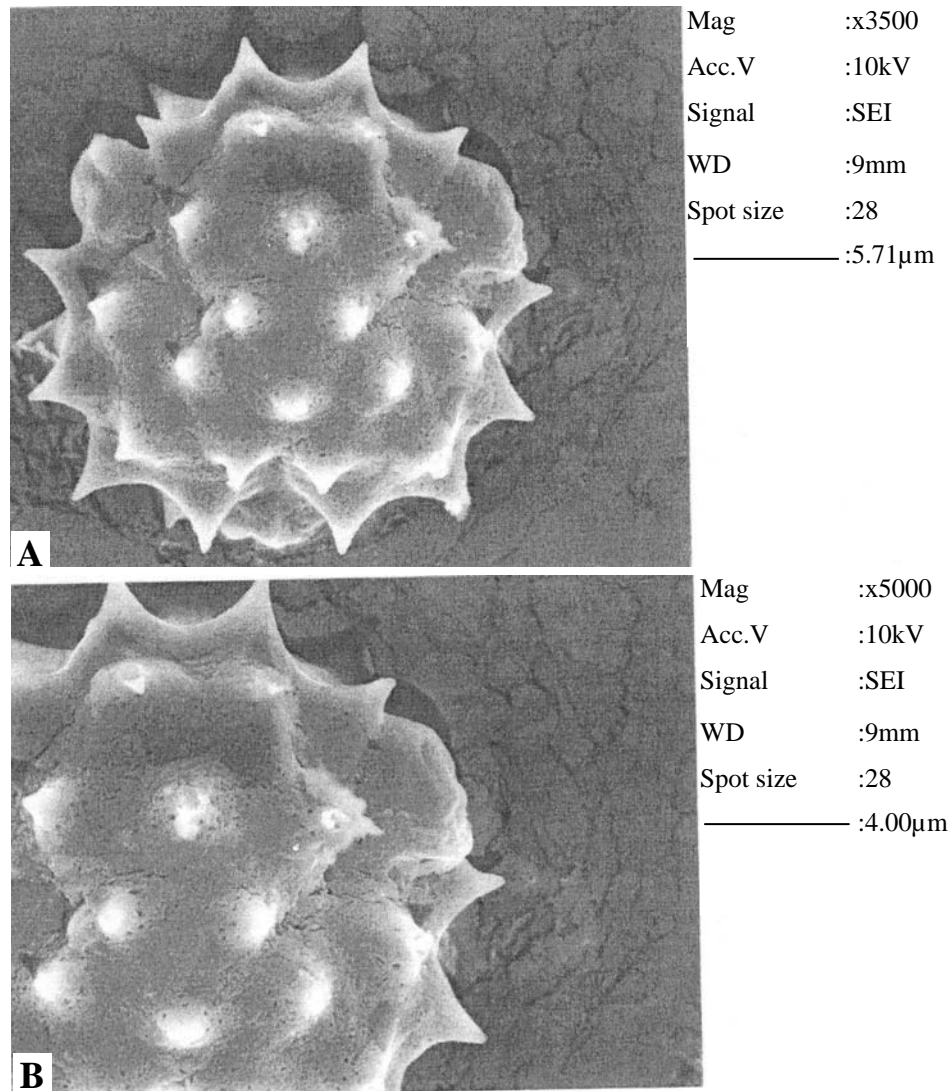 Mag :x3500
Acc.V :10kV
Signal :SEI
WD :9mm
Spot size :28
:5.71µm
A
Mag :x5000
Acc.V :10kV
Signal :SEI
WD :9mm
Spot size :28
:4.00µm
B